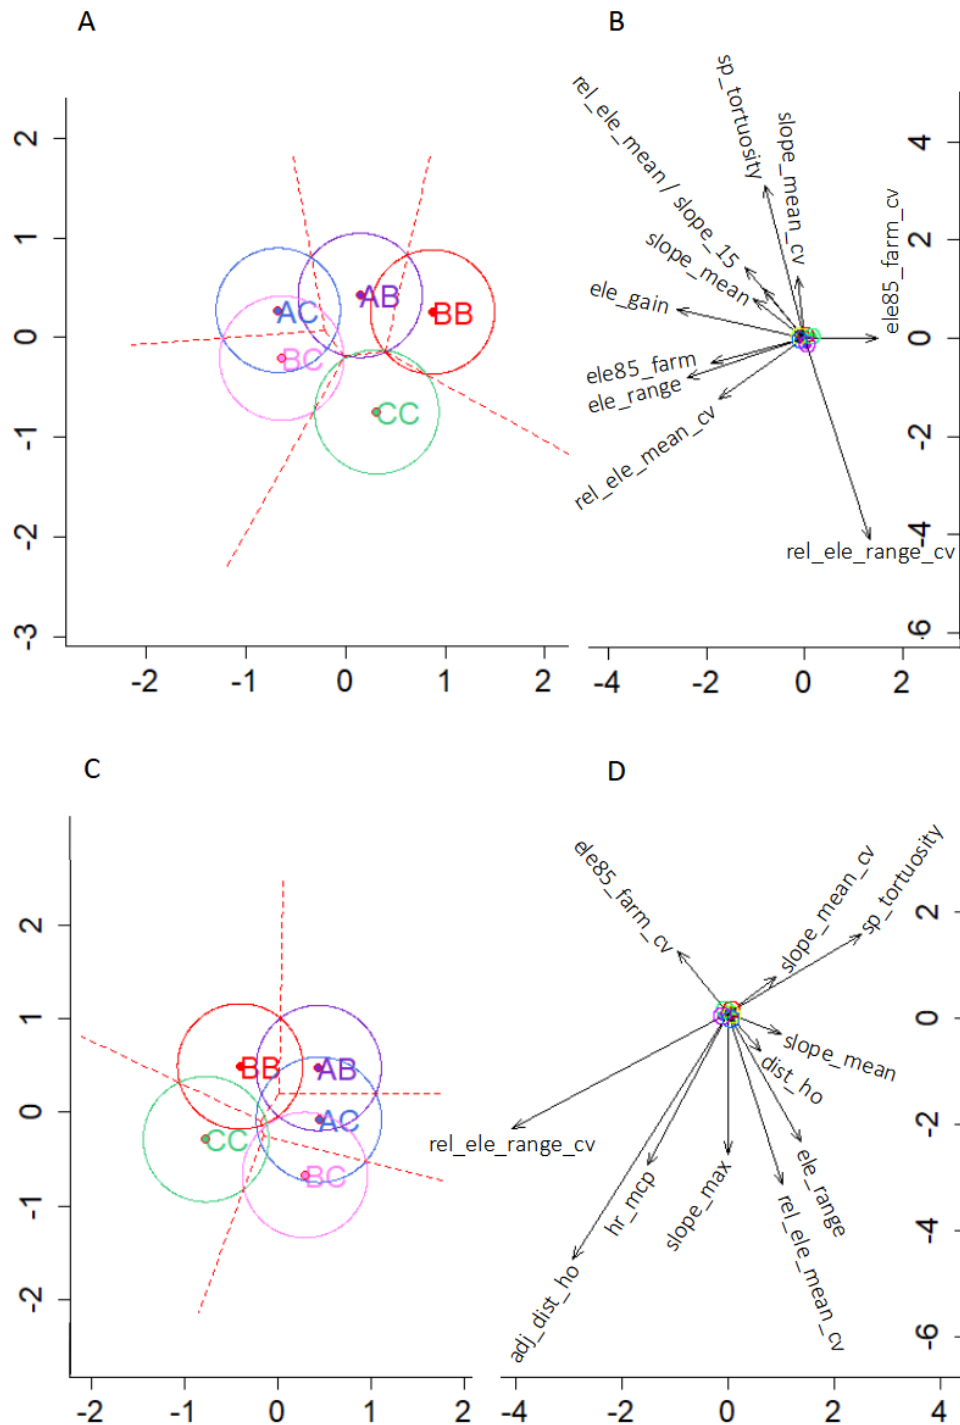 A
B
2
1
0
-1
-2
-3
AC
AB
BB
BC
CC
-2
-1
0
1
2
sp_tortuosity
rel_ele_mean / slope_15
slope_mean_cv
slope_mean
ele_gain
ele85_farm_cv
ele85_farm
ele_range
rel_ele_mean_cv
rel_ele_range_cv
4
2
0
-2
-4
-6
-4
-2
0
2
C
D
2
1
0
-1
-2
BB
AB
AC
CC
BC
-2
-1
0
1
2
ele85_farm_cv
slope_mean_cv
sp_tortuosity
slope_mean
dist_ho
rel_ele_range_cv
hr_mcp
slope_max
ele_range
rel_ele_mean_cv
adj_dist_ho
2
0
-2
-4
-6
-4
-2
0
2
4